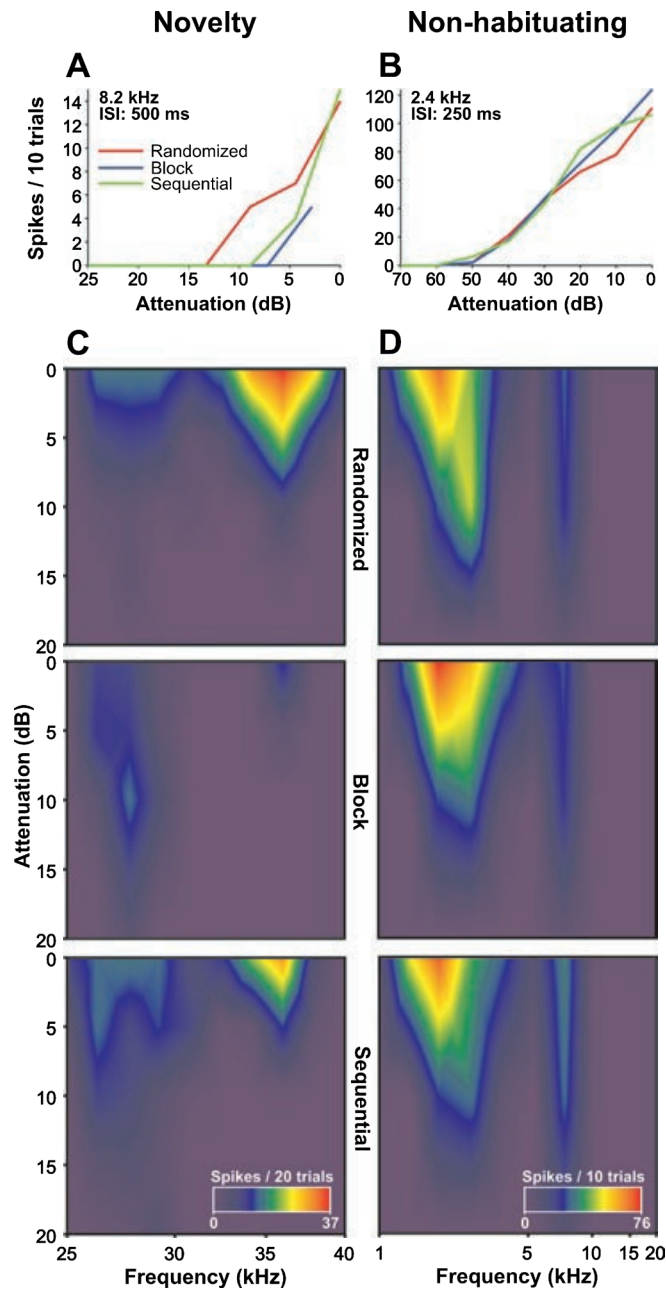 Novelty
Non-habituating
A
B
8.2 kHz
ISI: 500 ms
Randomized
Block
Sequential
14
12
10
8
6
4
2
0
Spikes / 10 trials
25 20 15 10 5 0
Attenuation (dB)
2.4 kHz
ISI: 250 ms
120
100
80
60
40
20
0
70 60 50 40 30 20 10 0
Attenuation (dB)
C
D
0
5
10
15
20
Randomized
0
5
10
15
20
Attenuation (dB)
Block
0
5
10
15
20
Sequential
Spikes / 20 trials
0 37
Spikes / 10 trials
0 76
25 30 35 40
Frequency (kHz)
1 5 10 15 20
Frequency (kHz)